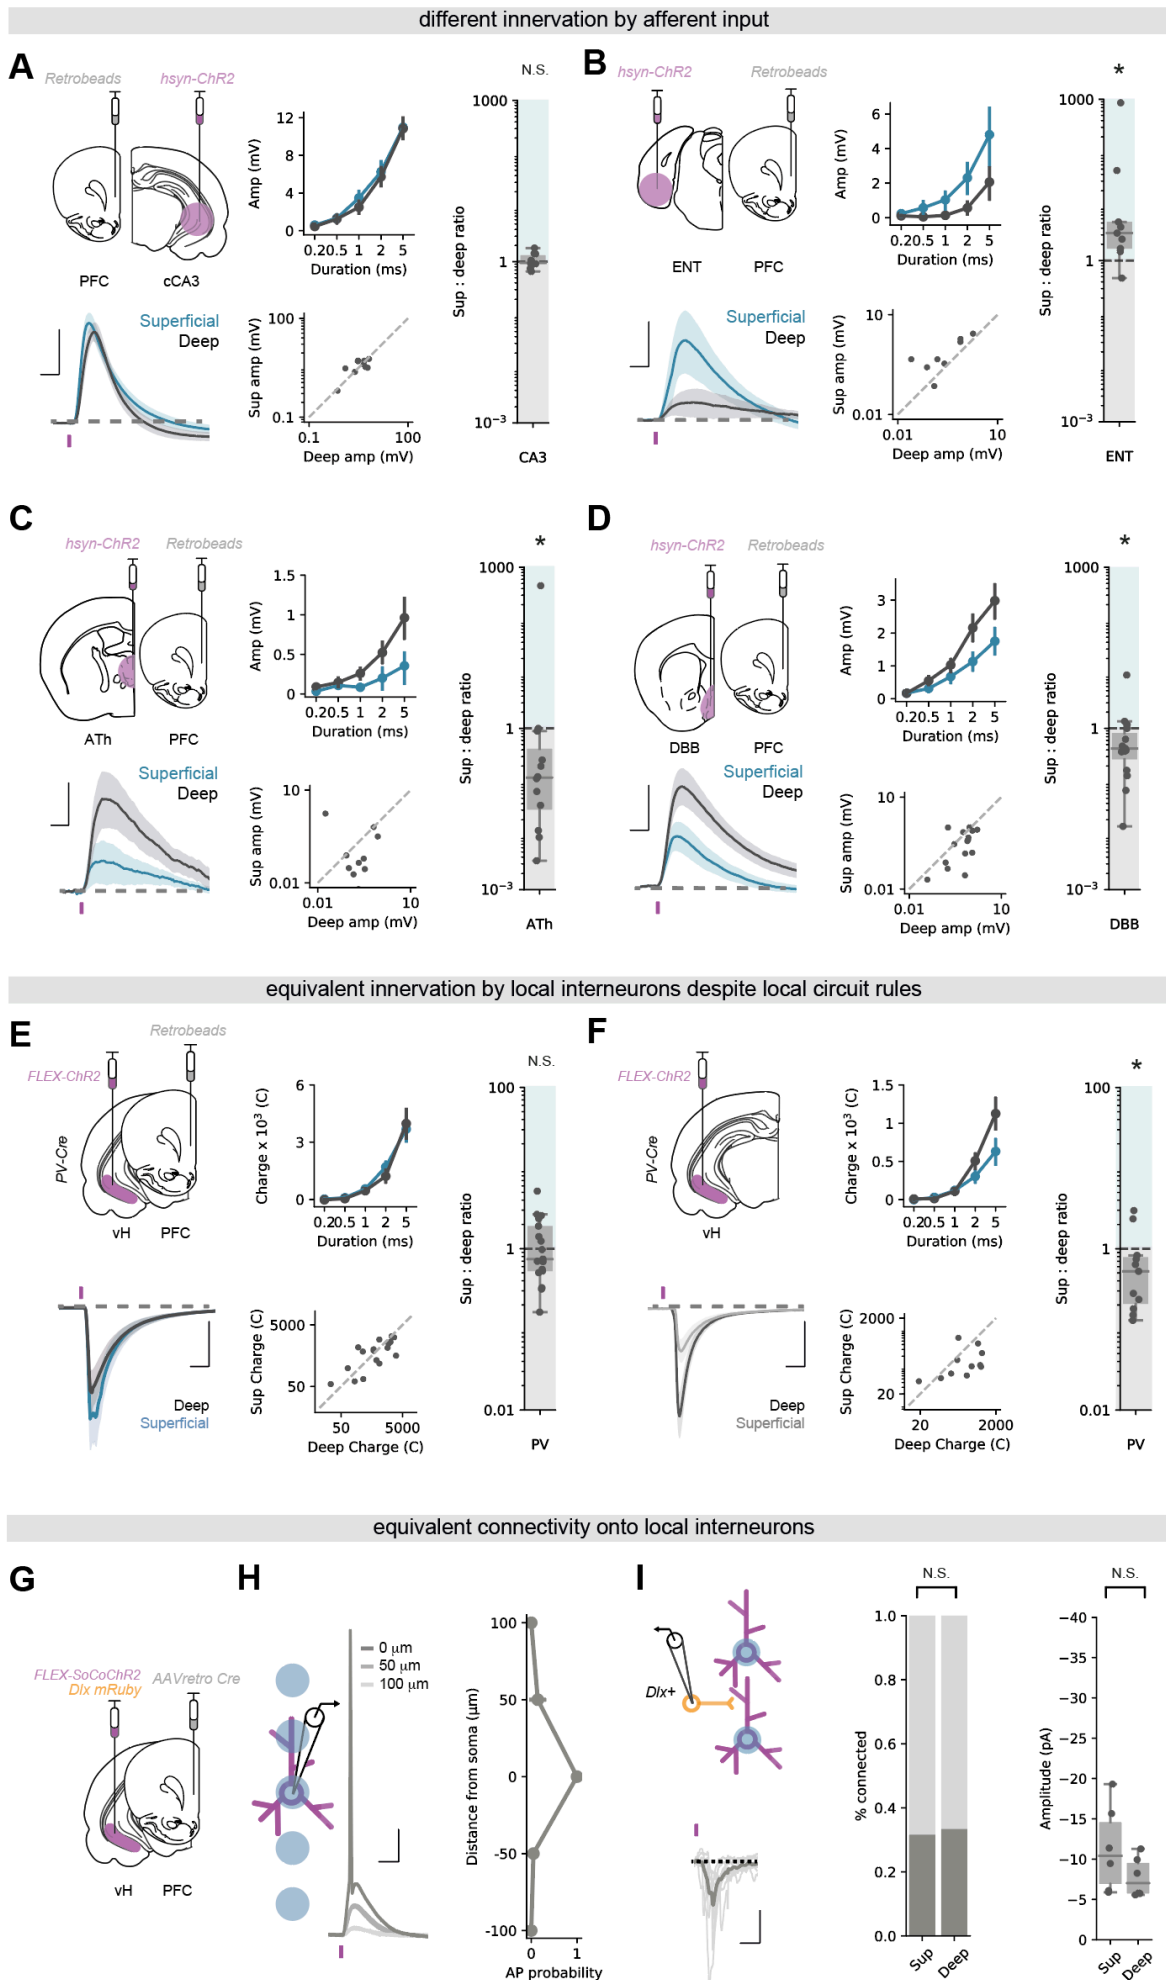 different innervation by afferent input
A
Retrobeads
hsyn-ChR2
PFC
cCA3
Amp (mV)
12
8
4
0
0.2 0.5 1 2 5
Duration (ms)
N.S.
1000
1
10⁻³
Sup : deep ratio
CA3
Superficial
Deep
Sup amp (mV)
100
0.1
0.1 100
Deep amp (mV)
B
hsyn-ChR2
Retrobeads
ENT
PFC
Amp (mV)
6
4
2
0
0.2 0.5 1 2 5
Duration (ms)
*
1000
1
10⁻³
Sup : deep ratio
ENT
Superficial
Deep
Sup amp (mV)
10
0.01
0.01 10
Deep amp (mV)
C
hsyn-ChR2
Retrobeads
ATh
PFC
Amp (mV)
1.5
1
0.5
0
0.2 0.5 1 2 5
Duration (ms)
*
1000
1
10⁻³
Sup : deep ratio
ATh
Superficial
Deep
Sup amp (mV)
10
0.01
0.01 10
Deep amp (mV)
D
hsyn-ChR2
Retrobeads
DBB
PFC
Amp (mV)
3
2
1
0
0.2 0.5 1 2 5
Duration (ms)
*
1000
1
10⁻³
Sup : deep ratio
DBB
Superficial
Deep
Sup amp (mV)
10
0.01
0.01 10
Deep amp (mV)
equivalent innervation by local interneurons despite local circuit rules
E
Retrobeads
FLEX-ChR2
PV-Cre
vH
PFC
Charge x 10³ (C)
6
3
0
0.2 0.5 1 2 5
Duration (ms)
N.S.
100
1
0.01
Sup : deep ratio
PV
Deep
Superficial
Sup Charge (C)
5000
50
50 5000
Deep Charge (C)
F
FLEX-ChR2
PV-Cre
vH
Charge x 10³ (C)
1.5
1
0.5
0
0.2 0.5 1 2 5
Duration (ms)
*
100
1
0.01
Sup : deep ratio
PV
Deep
Superficial
Sup Charge (C)
2000
20
20 2000
Deep Charge (C)
equivalent connectivity onto local interneurons
G
FLEX-SoCoChR2
Dlx mRuby
AAVretro Cre
vH
PFC
H
0 µm
50 µm
100 µm
Distance from soma (µm)
100
50
0
-50
-100
0 1
AP probability
I
Dlx+
N.S.
% connected
1.0
0.8
0.6
0.4
0.2
0.0
Sup
Deep
N.S.
Amplitude (pA)
−40
−35
−30
−25
−20
−15
−10
−5
0
Sup
Deep